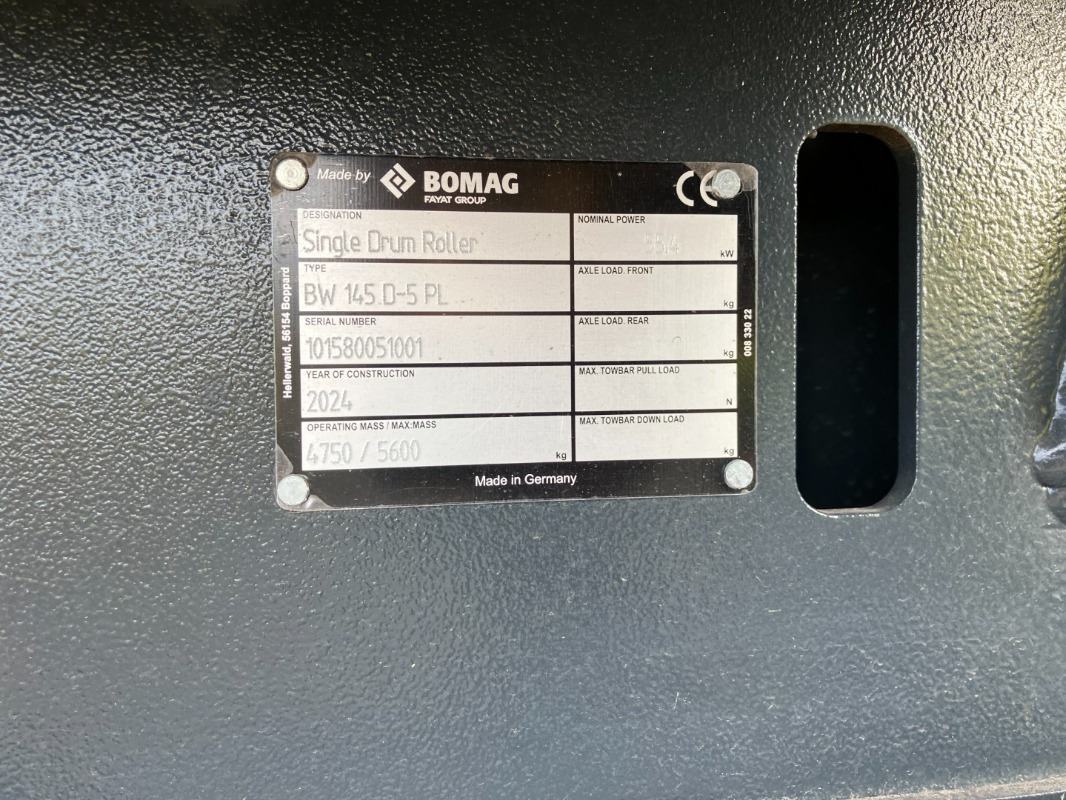 Made by BOMAG
FAYAT GROUP
CE
DESIGNATION
Single Drum Roller
TYPE
BW 145 D-5 PL
SERIAL NUMBER
101580051001
YEAR OF CONSTRUCTION
2024
OPERATING MASS / MAX:MASS
4750 / 5600 kg
NOMINAL POWER
kW
AXLE LOAD. FRONT
kg
AXLE LOAD. REAR
kg
MAX. TOWBAR PULL LOAD
N
MAX. TOWBAR DOWN LOAD
kg
Made in Germany
Hellerwald, 56154 Boppard
008 330 22